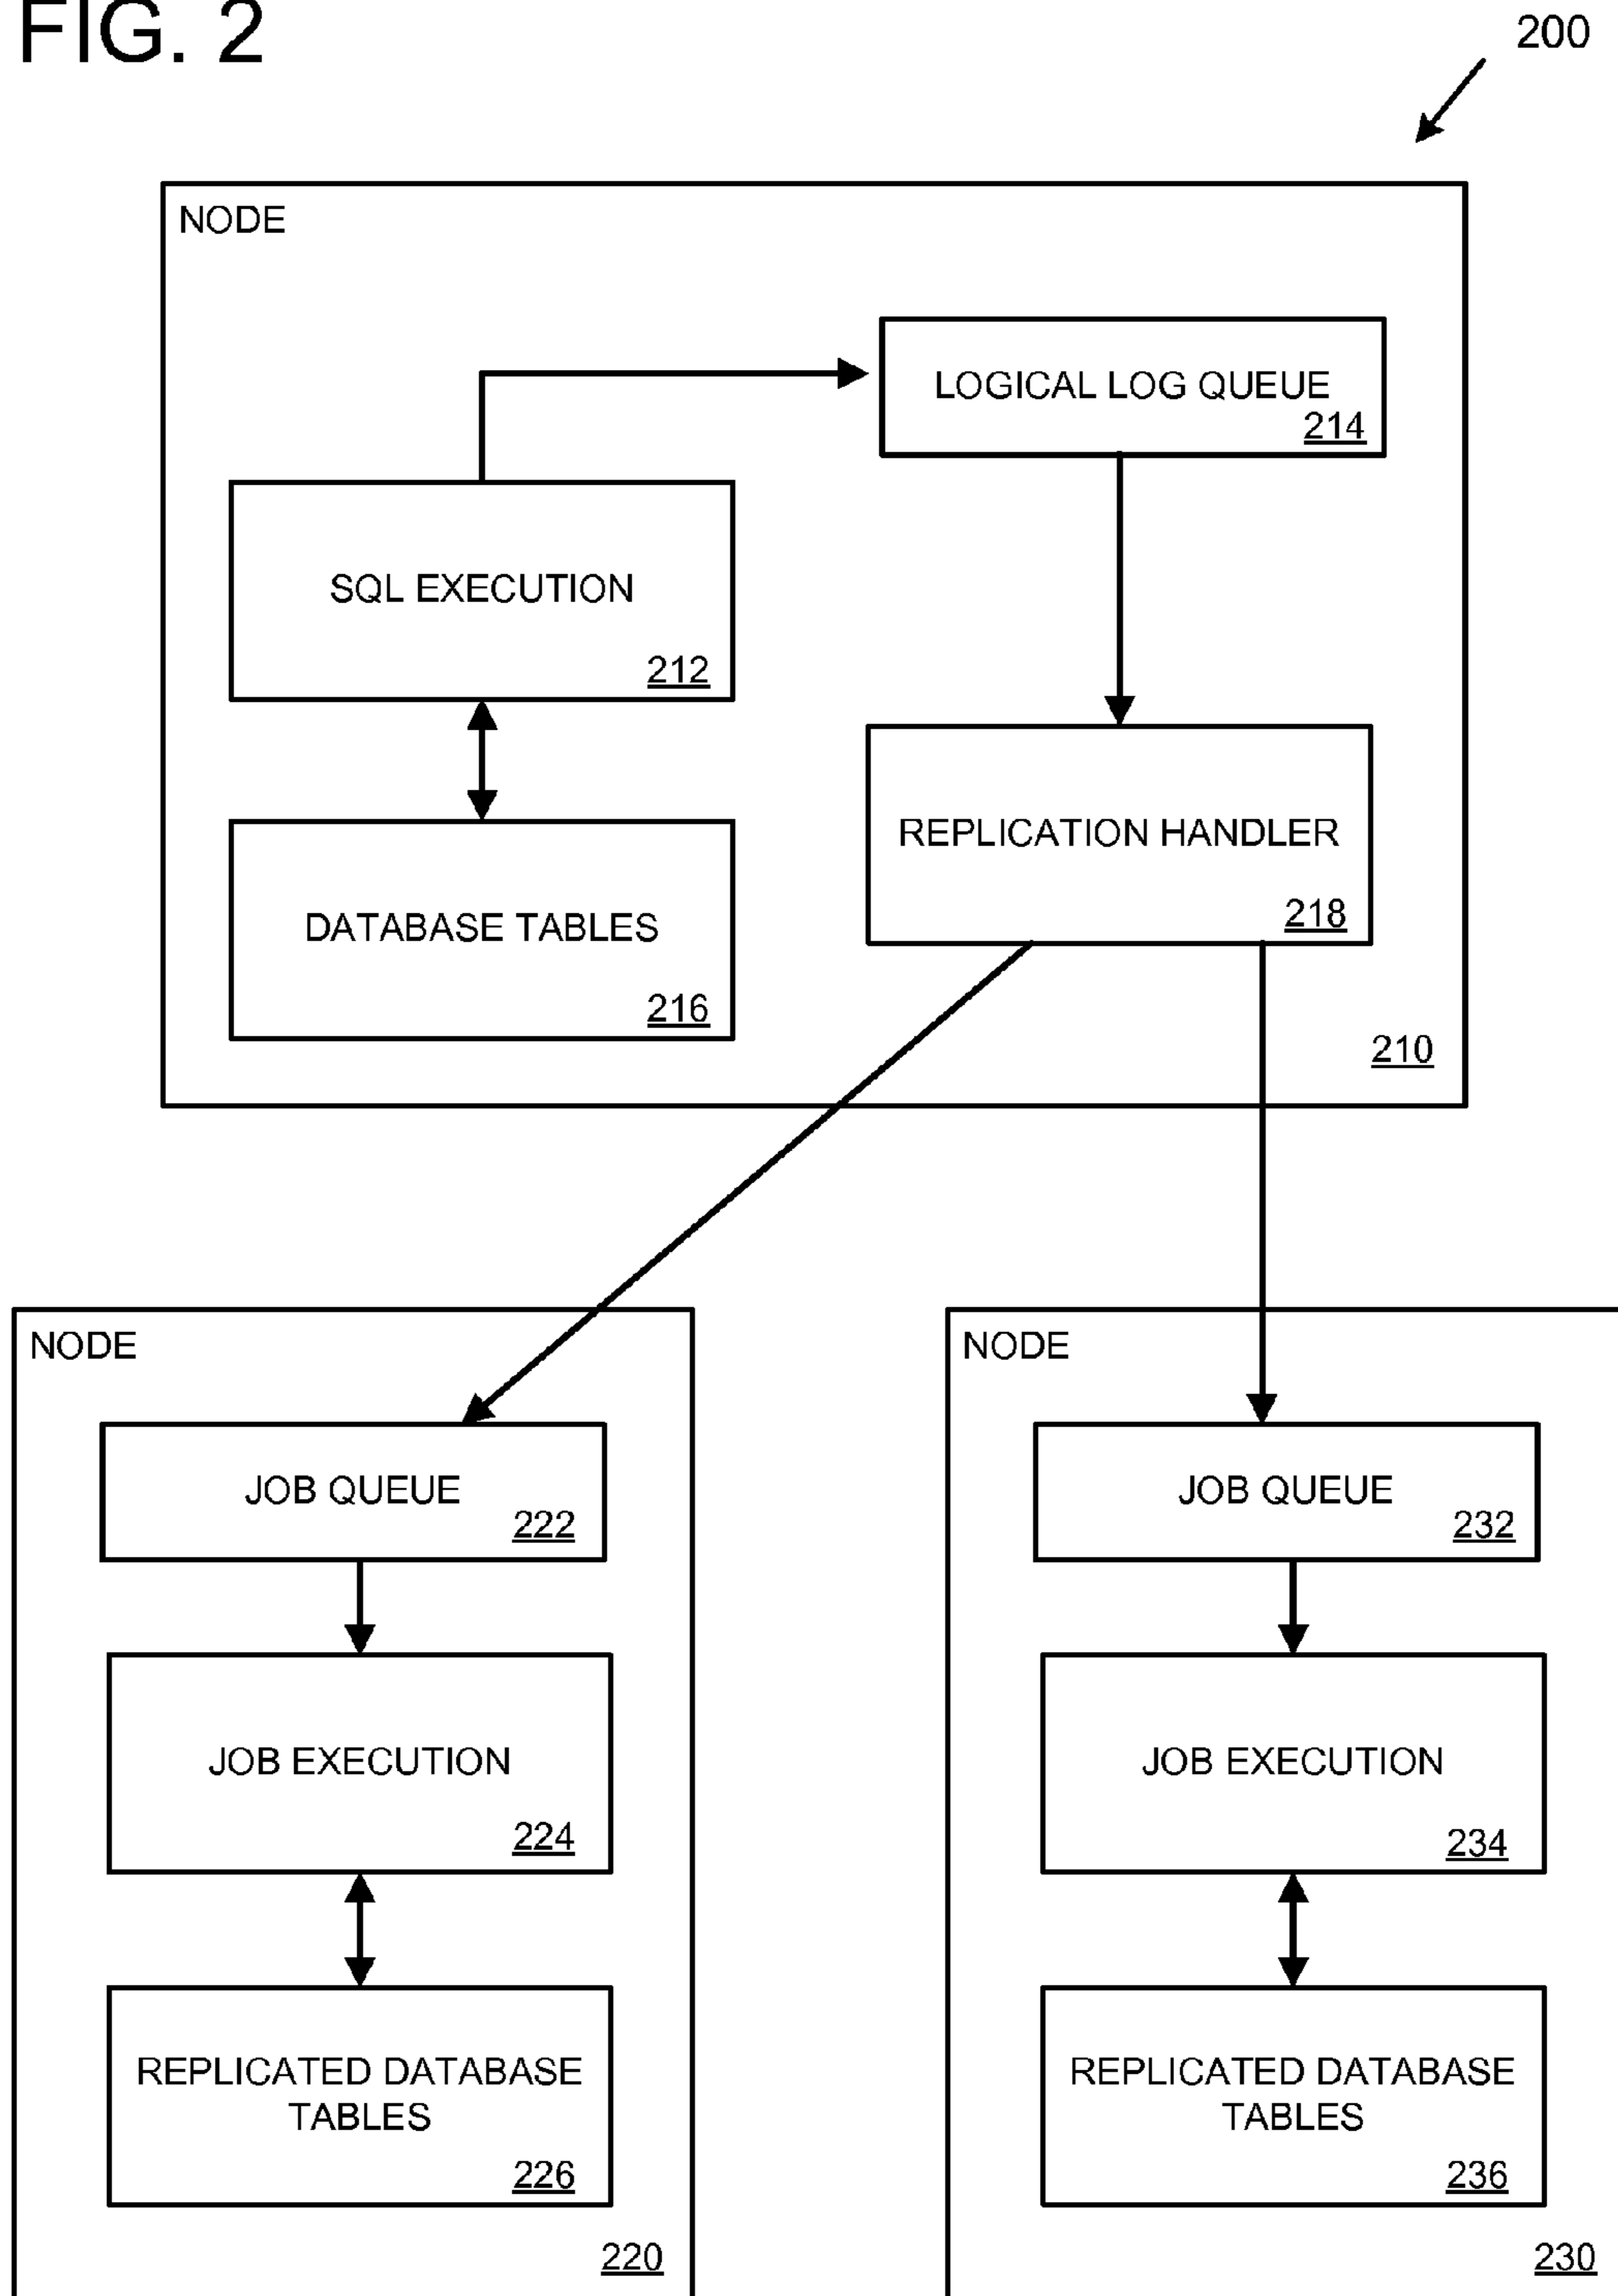 FIG. 2
200
NODE
LOGICAL LOG QUEUE
214
SQL EXECUTION
212
REPLICATION HANDLER
218
DATABASE TABLES
216
210
NODE
JOB QUEUE
222
JOB EXECUTION
224
REPLICATED DATABASE
TABLES
226
220
NODE
JOB QUEUE
232
JOB EXECUTION
234
REPLICATED DATABASE
TABLES
236
230